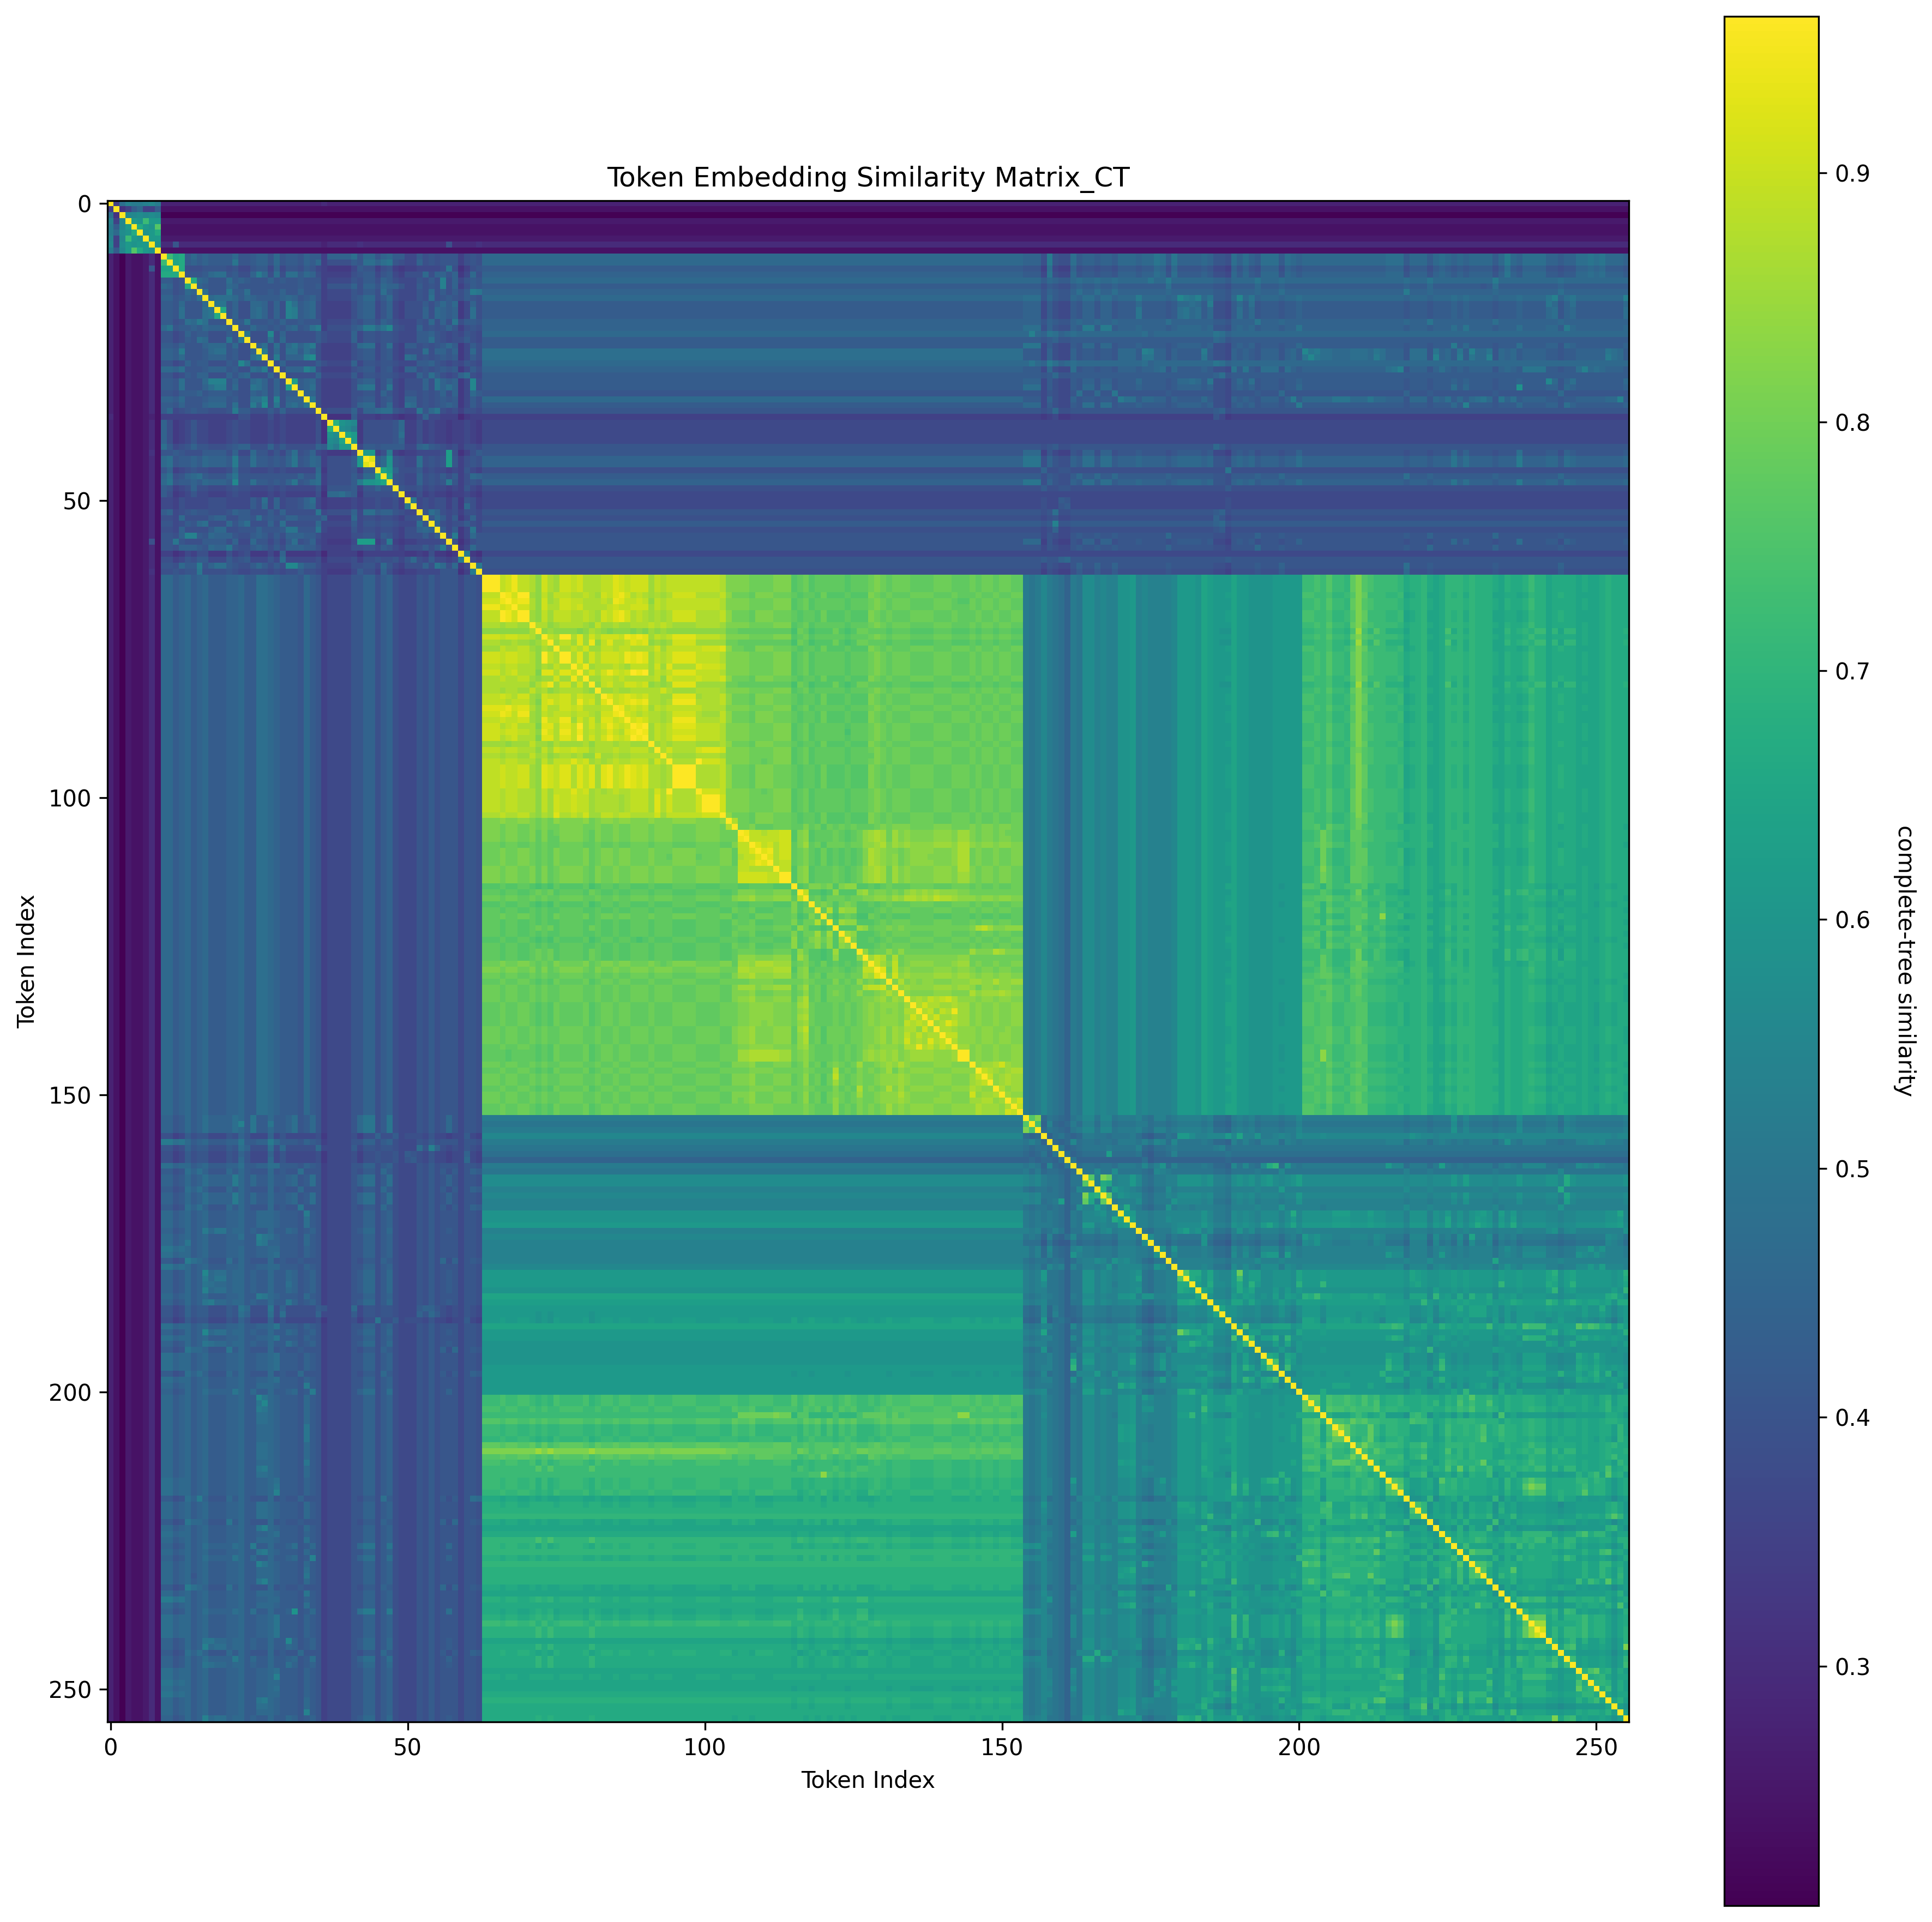 Token Embedding Similarity Matrix_CT
0
50
100
150
200
250
Token Index
0 50 100 150 200 250
Token Index
0.9
0.8
0.7
0.6
0.5
0.4
0.3
complete-tree similarity